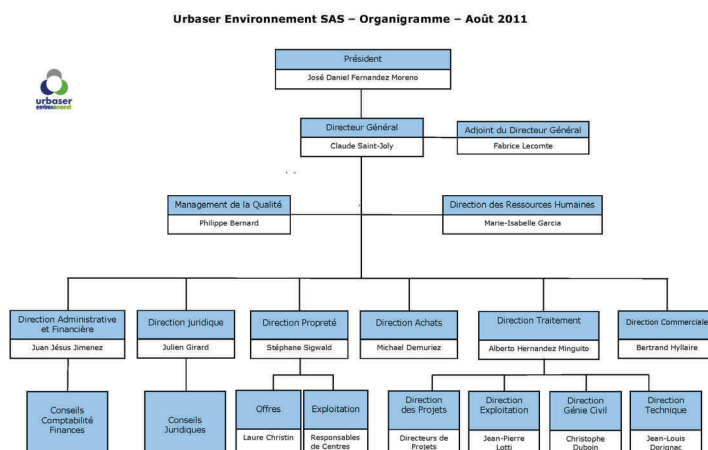 Urbaser Environnement SAS – Organigramme – Août 2011
urbaser
environnement
Président
José Daniel Fernandez Moreno
Directeur Général
Claude Saint-Joly
Adjoint du Directeur Général
Fabrice Lecomte
Management de la Qualité
Philippe Bernard
Direction des Ressources Humaines
Marie-Isabelle Garcia
Direction Administrative
et Financière
Juan Jésus Jimenez
Direction juridique
Julien Girard
Direction Propreté
Stéphane Sigwald
Direction Achats
Michael Demuriez
Direction Traitement
Alberto Hernandez Minguito
Direction Commerciale
Bertrand Hyllaire
Conseils
Comptabilité
Finances
Conseils
Juridiques
Offres
Laure Christin
Exploitation
Responsables
de Centres
Direction
des Projets
Directeurs de
Projets
Direction
Exploitation
Jean-Pierre
Lotti
Direction
Génie Civil
Christophe
Duboin
Direction
Technique
Jean-Louis
Dorignac